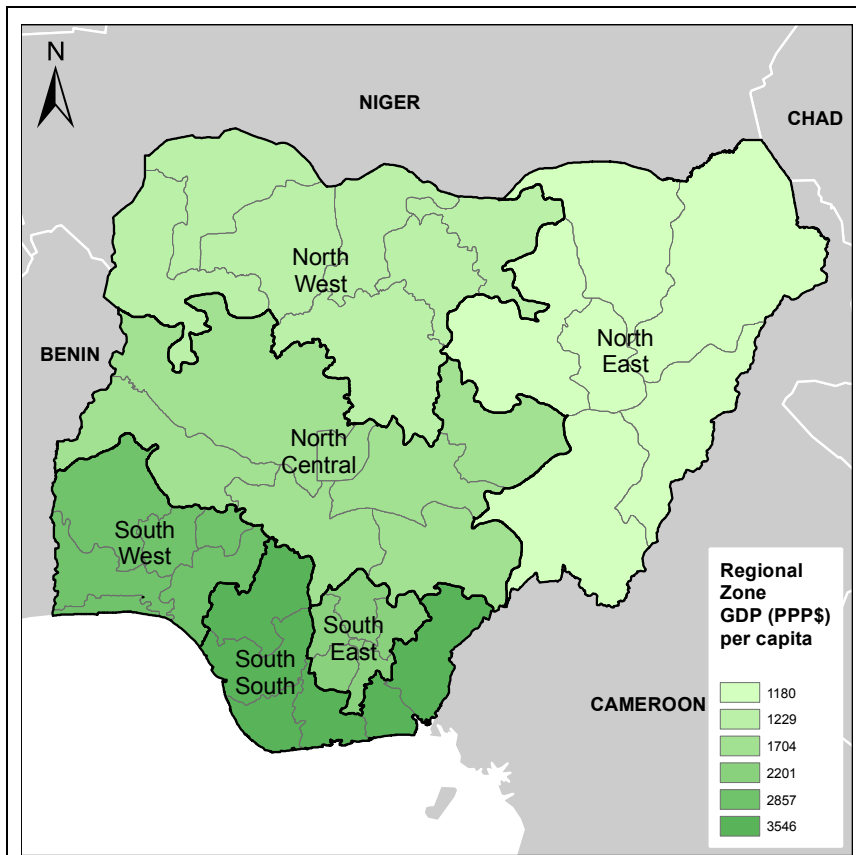 N
NIGER
CHAD
North
West
BENIN
North
East
North
Central
South
West
South
East
South
South
CAMEROON
Regional
Zone
GDP (PPP$)
per capita
1180
1229
1704
2201
2857
3546